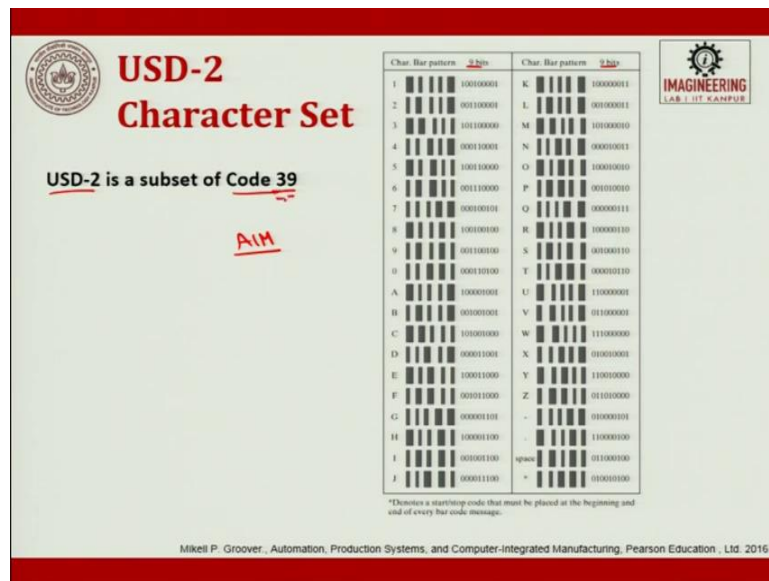 USD-2
Character Set
IMAGINEERING
LAB | IIT KANPUR
USD-2 is a subset of Code 39
AIM
Char. Bar pattern 9 bits
1 100100001
2 001100001
3 101100000
4 000110001
5 100110000
6 001110000
7 000100101
8 100100100
9 001100100
0 000110100
A 100001001
B 001001001
C 101001000
D 000011001
E 100011000
F 001011000
G 000001101
H 100001100
I 001001100
J 000011100
Char. Bar pattern 9 bits
K 100000011
L 001000011
M 101000010
N 000010011
O 100010010
P 001010010
Q 000000111
R 100000110
S 001000110
T 000010110
U 110000001
V 011000001
W 111000000
X 010010001
Y 110010000
Z 011010000
- 010000101
. 110000100
space 011000100
* 010010100
*Denotes a start/stop code that must be placed at the beginning and
end of every bar code message.
Mikell P. Groover., Automation, Production Systems, and Computer-Integrated Manufacturing, Pearson Education , Ltd. 2016